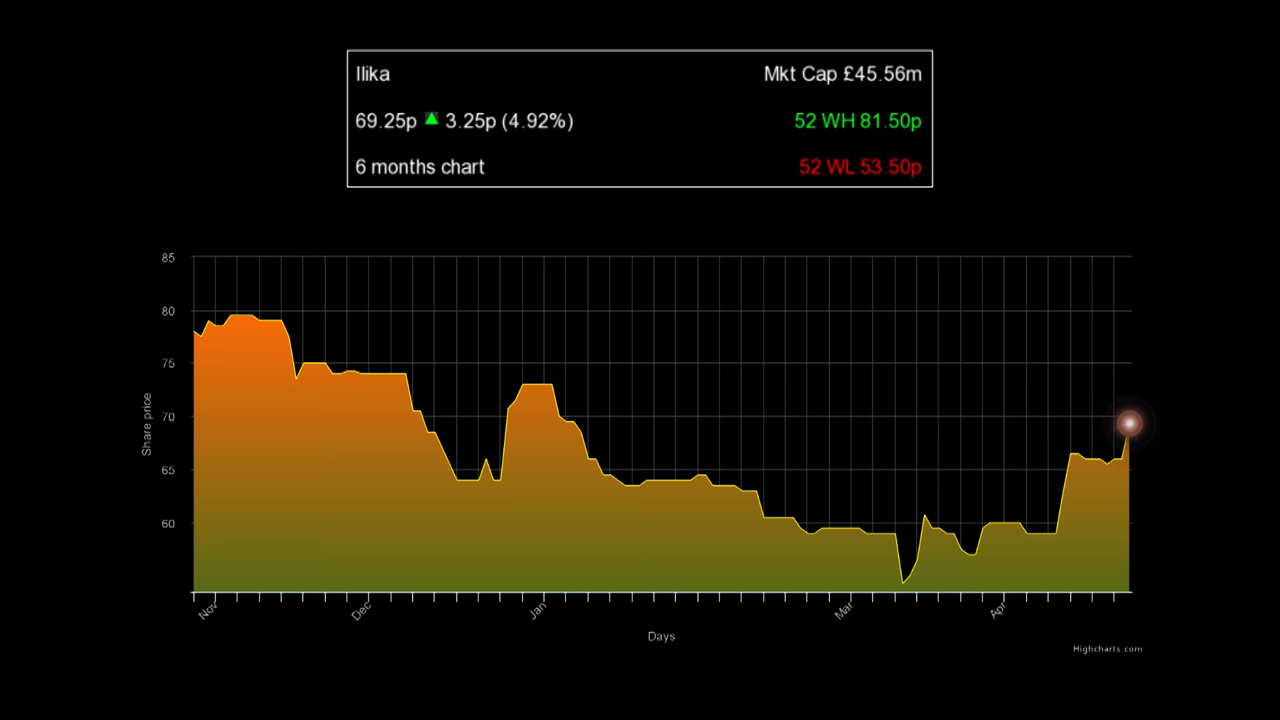 Ilika
Mkt Cap £45.56m
69.25p ▲ 3.25p (4.92%)
52 WH 81.50p
6 months chart
52 WL 53.50p
85
80
75
70
65
60
Share price
Nov
Dec
Jan
Mar
Apr
Days
Highcharts.com